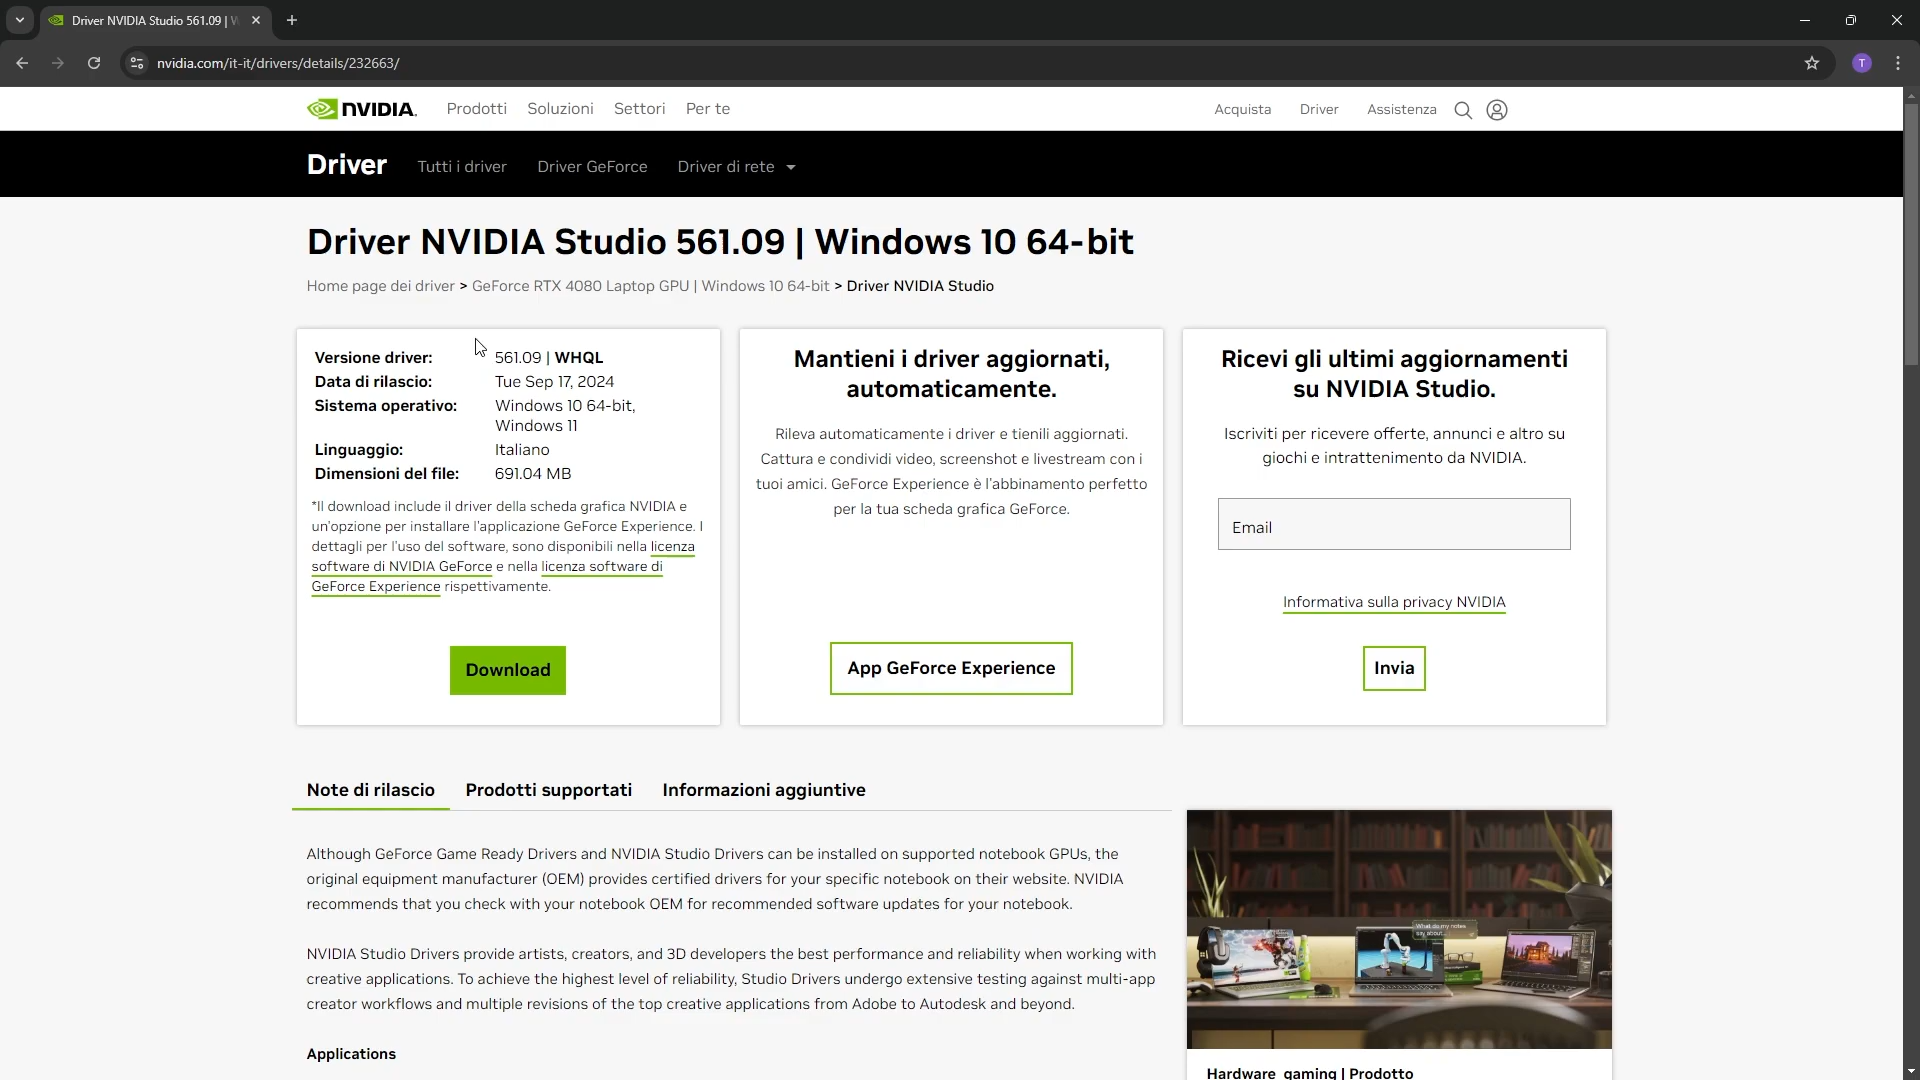 Driver NVIDIA Studio 561.09 | W
nvidia.com/it-it/drivers/details/232663/
T
NVIDIA.
Prodotti
Soluzioni
Settori
Per te
Acquista
Driver
Assistenza
Driver
Tutti i driver
Driver GeForce
Driver di rete
Driver NVIDIA Studio 561.09 | Windows 10 64-bit
Home page dei driver > GeForce RTX 4080 Laptop GPU | Windows 10 64-bit > Driver NVIDIA Studio
Versione driver: 561.09 | WHQL
Data di rilascio: Tue Sep 17, 2024
Sistema operativo: Windows 10 64-bit,
Windows 11
Linguaggio: Italiano
Dimensioni del file: 691.04 MB
*Il download include il driver della scheda grafica NVIDIA e
un'opzione per installare l'applicazione GeForce Experience. I
dettagli per l'uso del software, sono disponibili nella licenza
software di NVIDIA GeForce e nella licenza software di
GeForce Experience rispettivamente.
Download
Mantieni i driver aggiornati,
automaticamente.
Rileva automaticamente i driver e tienili aggiornati.
Cattura e condividi video, screenshot e livestream con i
tuoi amici. GeForce Experience è l'abbinamento perfetto
per la tua scheda grafica GeForce.
App GeForce Experience
Ricevi gli ultimi aggiornamenti
su NVIDIA Studio.
Iscriviti per ricevere offerte, annunci e altro su
giochi e intrattenimento da NVIDIA.
Email
Informativa sulla privacy NVIDIA
Invia
Note di rilascio
Prodotti supportati
Informazioni aggiuntive
Although GeForce Game Ready Drivers and NVIDIA Studio Drivers can be installed on supported notebook GPUs, the
original equipment manufacturer (OEM) provides certified drivers for your specific notebook on their website. NVIDIA
recommends that you check with your notebook OEM for recommended software updates for your notebook.
NVIDIA Studio Drivers provide artists, creators, and 3D developers the best performance and reliability when working with
creative applications. To achieve the highest level of reliability, Studio Drivers undergo extensive testing against multi-app
creator workflows and multiple revisions of the top creative applications from Adobe to Autodesk and beyond.
Applications
What do my notes
say about...
Hardware gaming | Prodotto